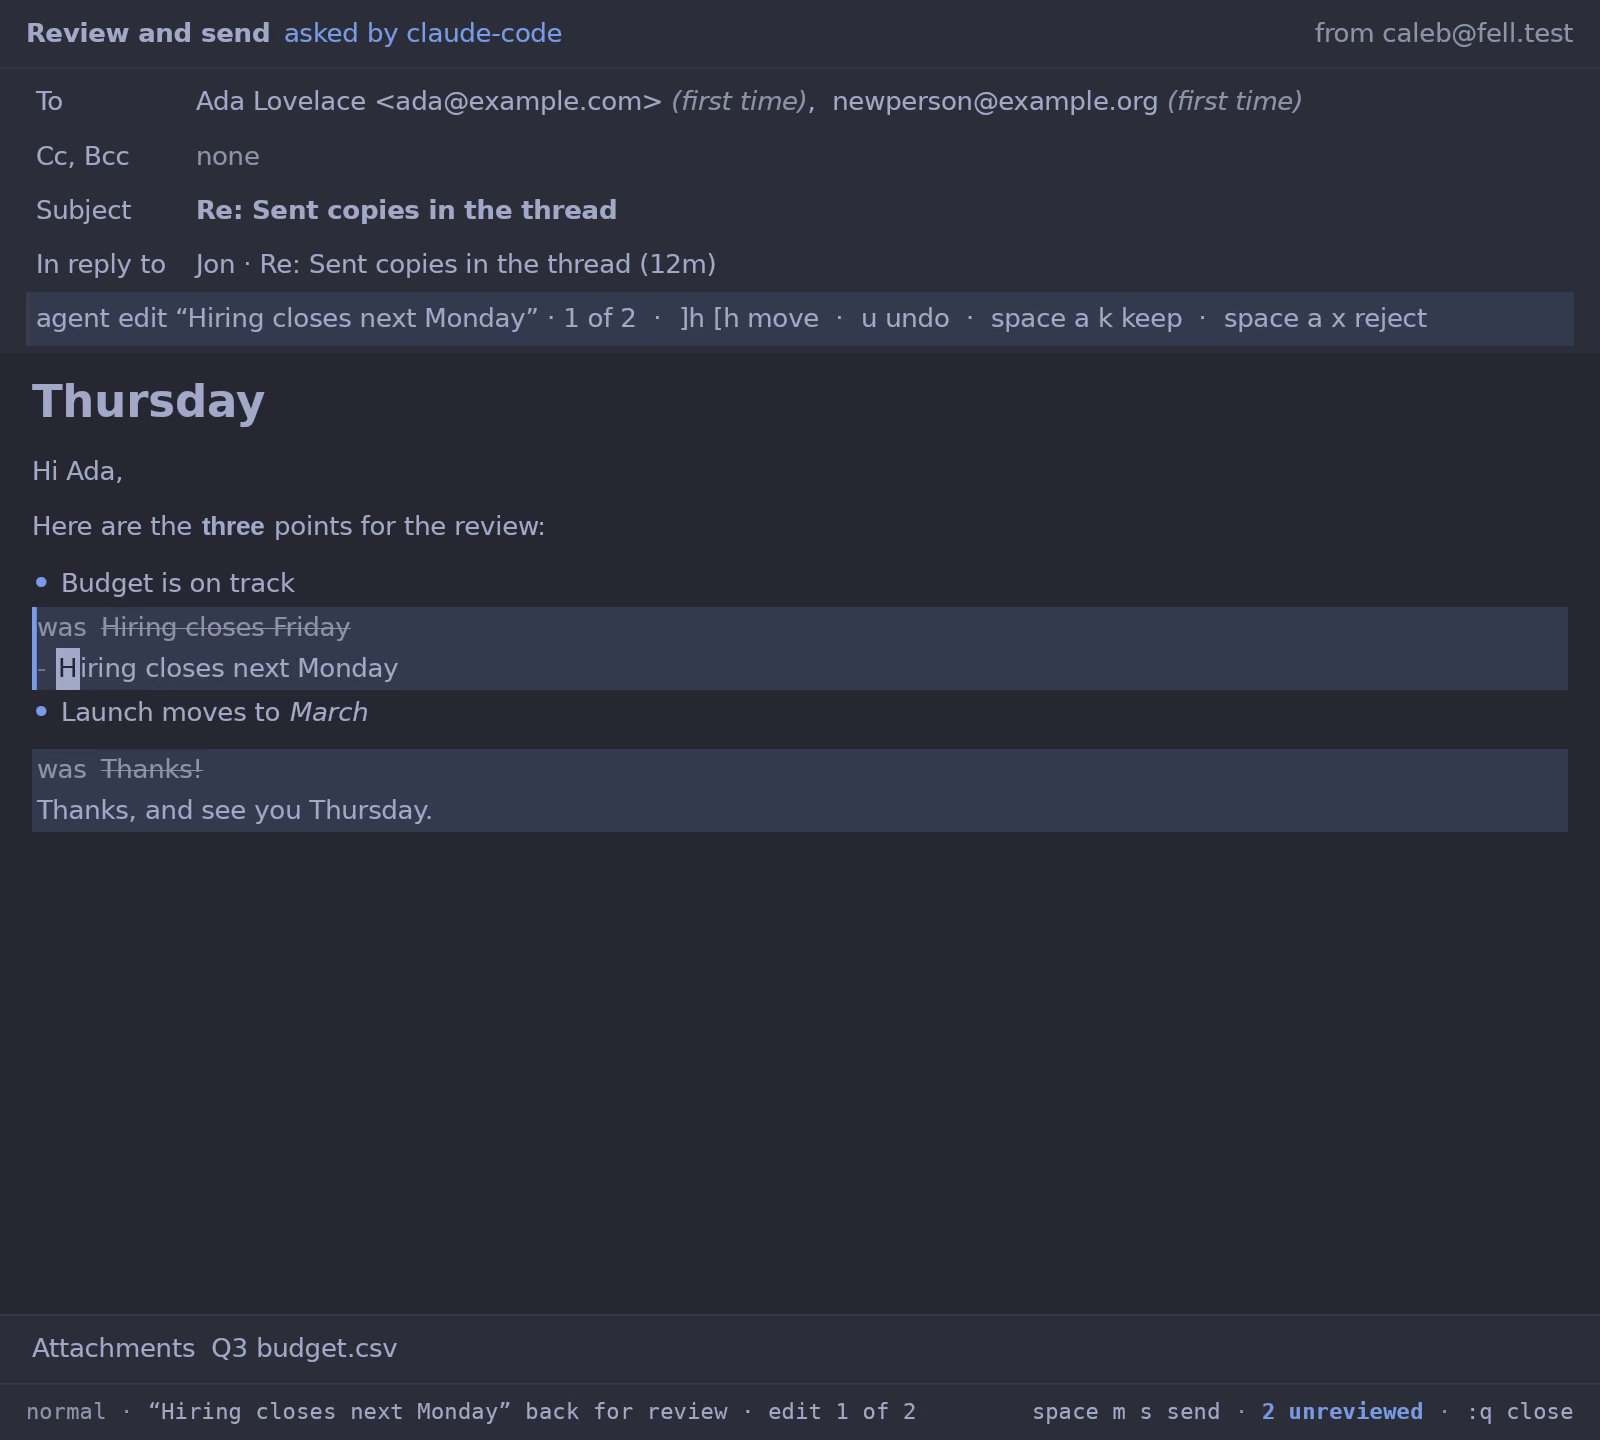 Review and send asked by claude-code from caleb@fell.test
To Ada Lovelace <ada@example.com> (first time), newperson@example.org (first time)
Cc, Bcc none
Subject Re: Sent copies in the thread
In reply to Jon · Re: Sent copies in the thread (12m)
agent edit “Hiring closes next Monday” · 1 of 2 · ]h [h move · u undo · space a k keep · space a x reject
Thursday
Hi Ada,
Here are the three points for the review:
• Budget is on track
was Hiring closes Friday
- Hiring closes next Monday
• Launch moves to March
was Thanks!
Thanks, and see you Thursday.
Attachments Q3 budget.csv
normal · “Hiring closes next Monday” back for review · edit 1 of 2 space m s send · 2 unreviewed · :q close